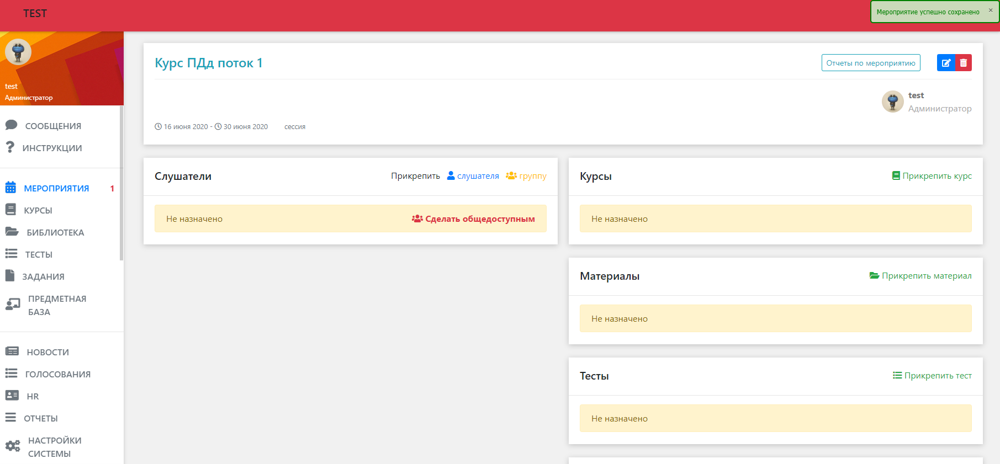 TEST
Мероприятие успешно сохранено ×
test
Администратор
СООБЩЕНИЯ
ИНСТРУКЦИИ
МЕРОПРИЯТИЯ 1
КУРСЫ
БИБЛИОТЕКА
ТЕСТЫ
ЗАДАНИЯ
ПРЕДМЕТНАЯ
БАЗА
НОВОСТИ
ГОЛОСОВАНИЯ
HR
ОТЧЕТЫ
НАСТРОЙКИ
СИСТЕМЫ
Курс ПДд поток 1
Отчеты по мероприятию
test
Администратор
16 июня 2020 - 30 июня 2020 сессия
Слушатели Прикрепить слушателя группу
Не назначено Сделать общедоступным
Курсы Прикрепить курс
Не назначено
Материалы Прикрепить материал
Не назначено
Тесты Прикрепить тест
Не назначено